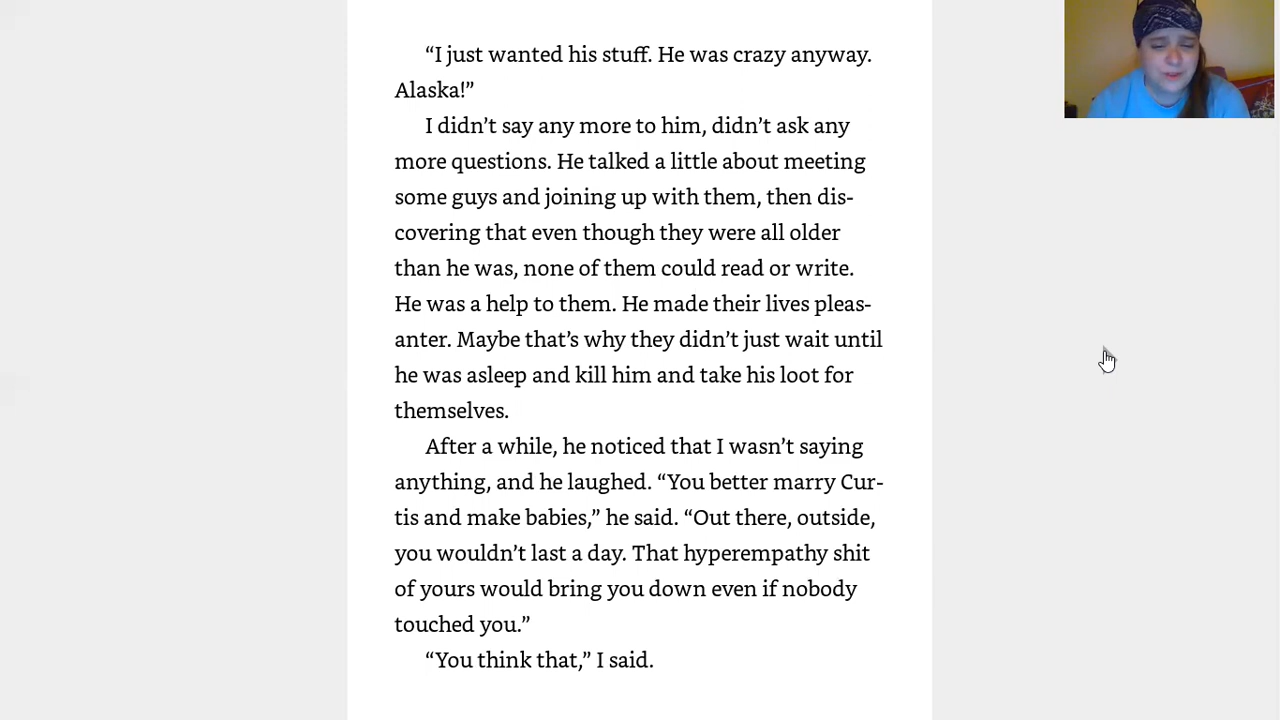 “I just wanted his stuff. He was crazy anyway.
Alaska!”
I didn’t say any more to him, didn’t ask any
more questions. He talked a little about meeting
some guys and joining up with them, then dis-
covering that even though they were all older
than he was, none of them could read or write.
He was a help to them. He made their lives pleas-
anter. Maybe that’s why they didn’t just wait until
he was asleep and kill him and take his loot for
themselves.
After a while, he noticed that I wasn’t saying
anything, and he laughed. “You better marry Cur-
tis and make babies,” he said. “Out there, outside,
you wouldn’t last a day. That hyperempathy shit
of yours would bring you down even if nobody
touched you.”
“You think that,” I said.